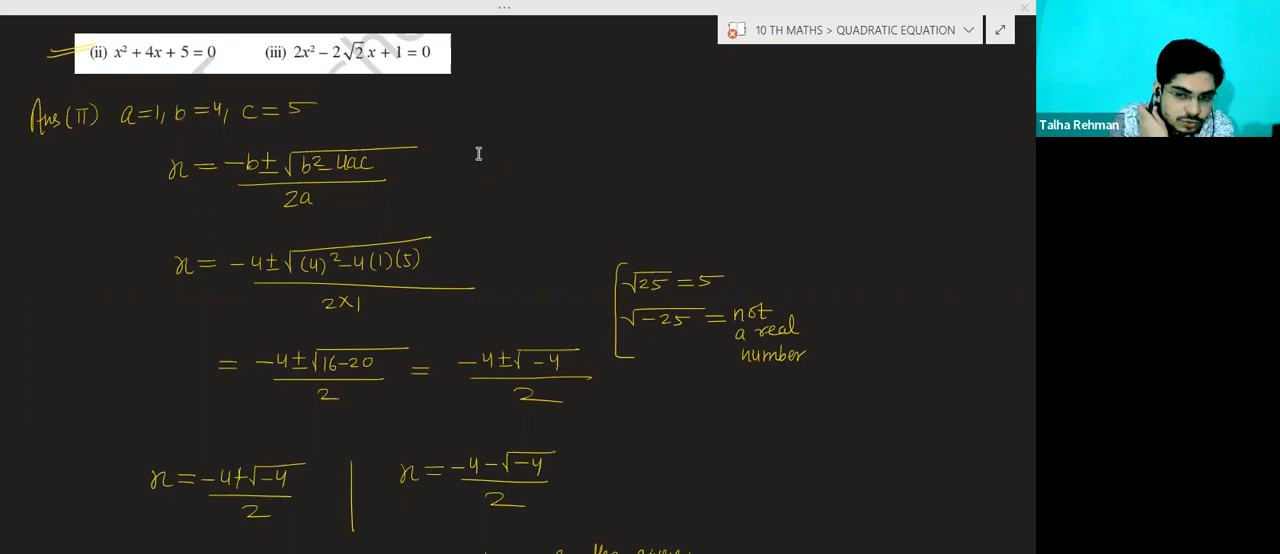 10 TH MATHS > QUADRATIC EQUATION
(ii) x² + 4x + 5 = 0 (iii) 2x² – 2√2 x + 1 = 0
Talha Rehman
Ans(ii) a=1, b=4, c=5
x = -b±√(b²-4ac) / 2a
x = -4±√((4)²-4(1)(5)) / 2×1
√25 = 5
√-25 = not
a real
number
= -4±√(16-20) / 2 = -4±√-4 / 2
x = -4+√-4 / 2 | x = -4-√-4 / 2
the given